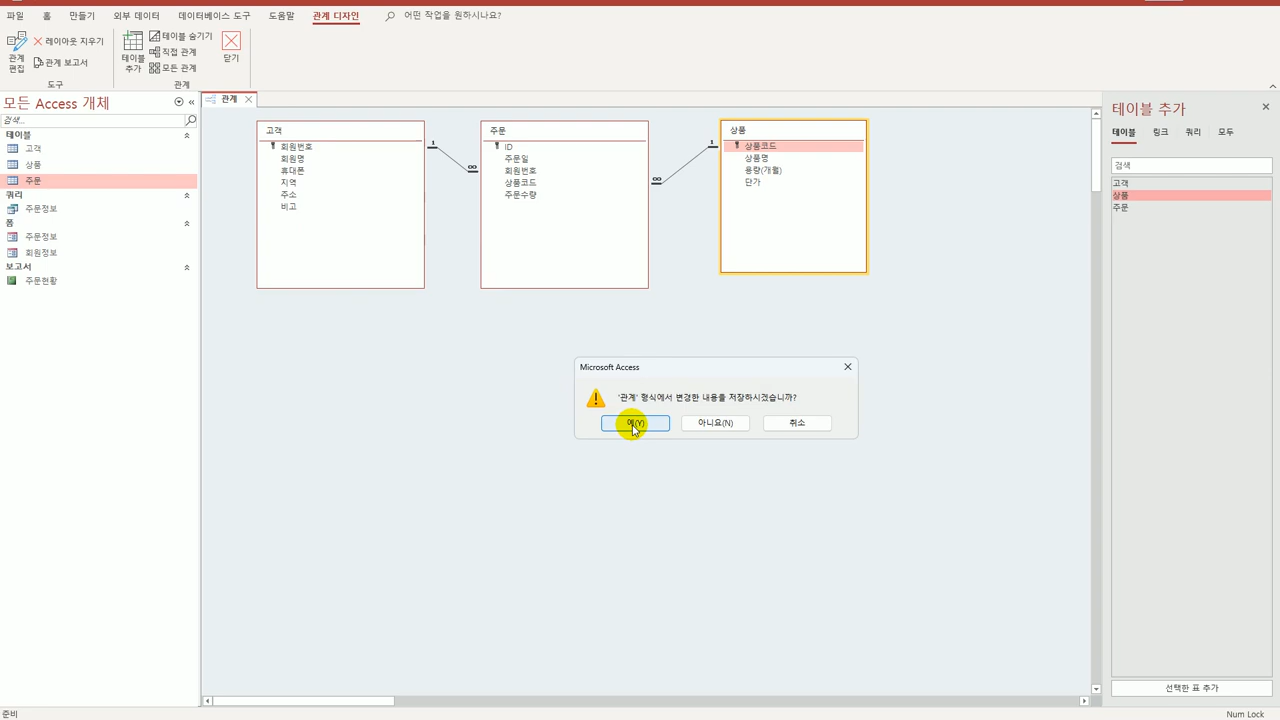 파일 홈 만들기 외부 데이터 데이터베이스 도구 도움말 관계 디자인 어떤 작업을 원하시나요?
관계 편집
레이아웃 지우기
관계 보고서
도구
테이블 추가
테이블 숨기기
직접 관계
모든 관계
관계
닫기
모든 Access 개체
검색...
테이블
고객
상품
주문
쿼리
주문정보
폼
주문정보
회원정보
보고서
주문현황
관계
고객
회원번호
회원명
휴대폰
지역
주소
비고
1
∞
주문
ID
주문일
회원번호
상품코드
주문수량
∞
1
상품
상품코드
상품명
용량(개월)
단가
Microsoft Access
'관계' 형식에서 변경한 내용을 저장하시겠습니까?
예(Y) 아니요(N) 취소
테이블 추가
테이블 링크 쿼리 모두
검색
고객
상품
주문
선택한 표 추가
준비
Num Lock